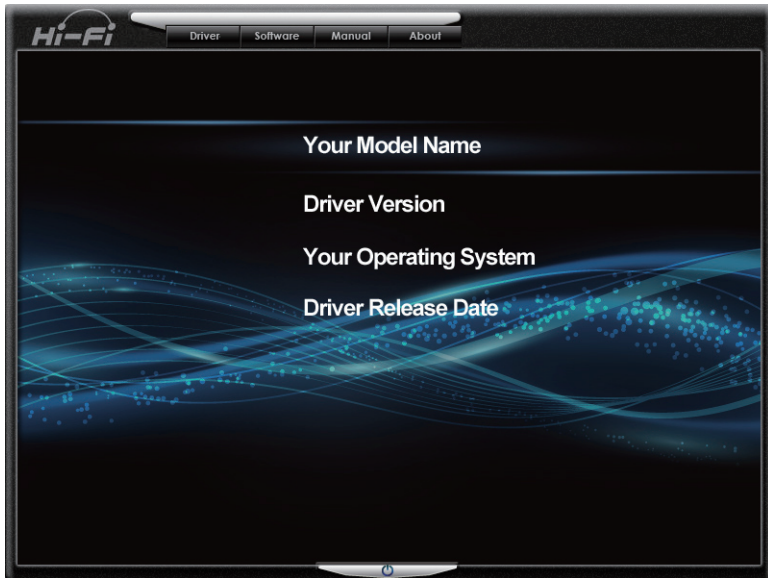 Hi-Fi
Driver Software Manual About
Your Model Name
Driver Version
Your Operating System
Driver Release Date